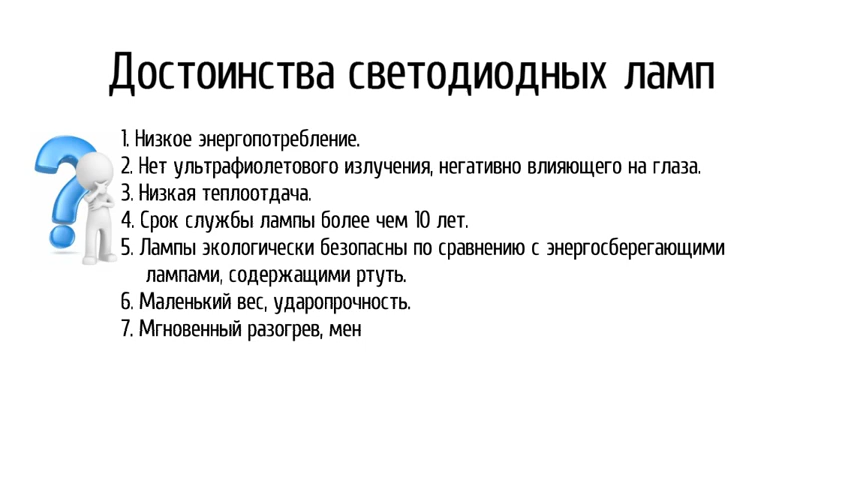 Достоинства светодиодных ламп
1. Низкое энергопотребление.
2. Нет ультрафиолетового излучения, негативно влияющего на глаза.
3. Низкая теплоотдача.
4. Срок службы лампы более чем 10 лет.
5. Лампы экологически безопасны по сравнению с энергосберегающими
лампами, содержащими ртуть.
6. Маленький вес, ударопрочность.
7. Мгновенный разогрев, мен